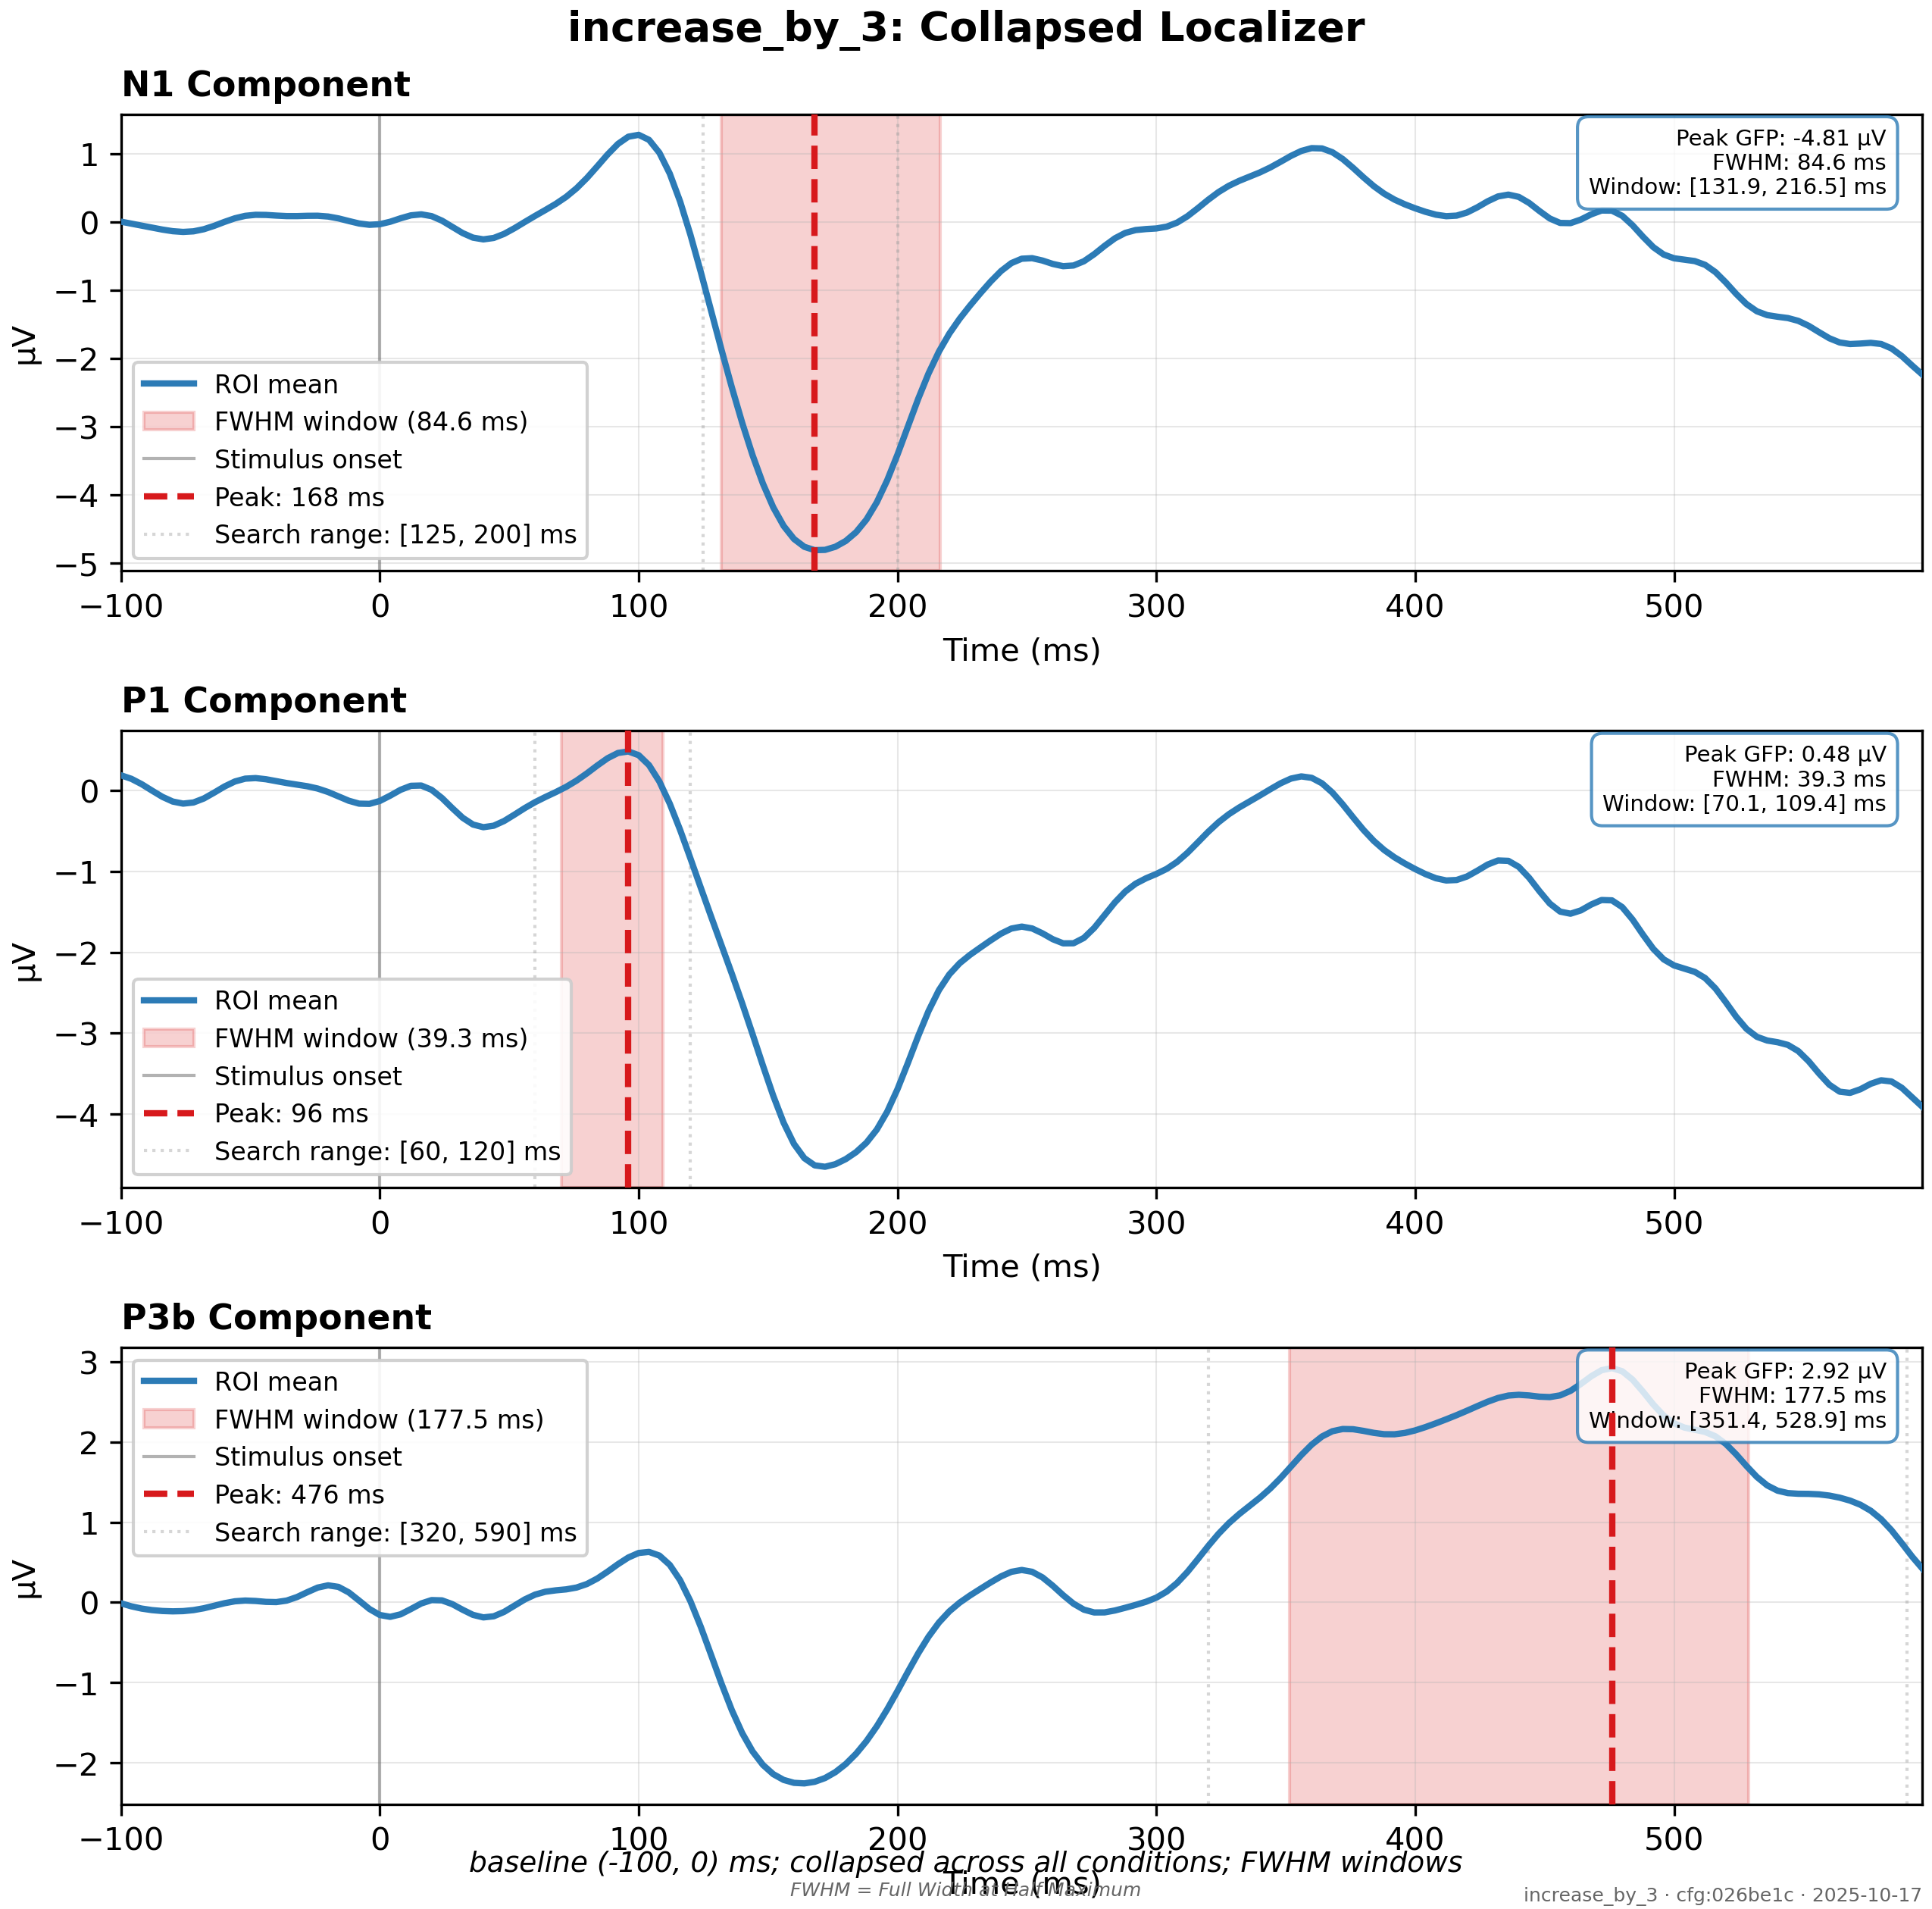 increase_by_3: Collapsed Localizer
N1 Component
Peak GFP: -4.81 µV
FWHM: 84.6 ms
Window: [131.9, 216.5] ms
1
0
−1
−2
−3
−4
−5
µV
ROI mean
FWHM window (84.6 ms)
Stimulus onset
Peak: 168 ms
Search range: [125, 200] ms
−100 0 100 200 300 400 500
Time (ms)
P1 Component
Peak GFP: 0.48 µV
FWHM: 39.3 ms
Window: [70.1, 109.4] ms
0
−1
−2
−3
−4
µV
ROI mean
FWHM window (39.3 ms)
Stimulus onset
Peak: 96 ms
Search range: [60, 120] ms
−100 0 100 200 300 400 500
Time (ms)
P3b Component
Peak GFP: 2.92 µV
FWHM: 177.5 ms
Window: [351.4, 528.9] ms
3
2
1
0
−1
−2
µV
ROI mean
FWHM window (177.5 ms)
Stimulus onset
Peak: 476 ms
Search range: [320, 590] ms
−100 0 100 200 300 400 500
baseline (-100, 0) ms; collapsed across all conditions; FWHM windows
Time (ms)
FWHM = Full Width at Half Maximum
increase_by_3 · cfg:026be1c · 2025-10-17